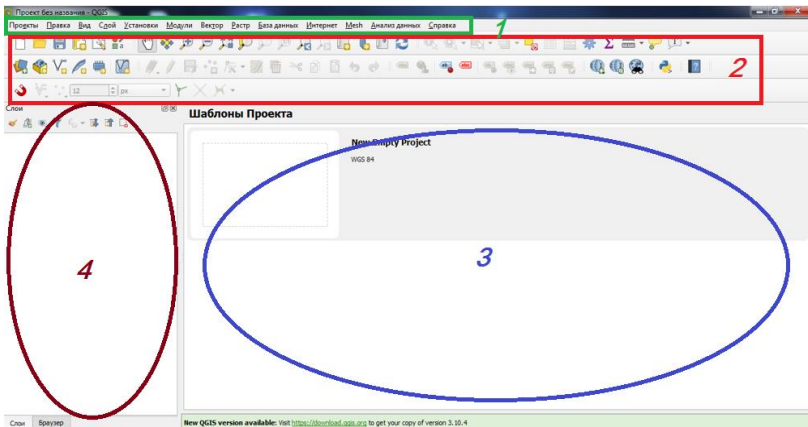 Проект без названия - QGIS
Проекты Правка Вид Слой Установки Модули Вектор Растр База данных Интернет Mesh Анализ данных Справка
1
2
12 px
Слои
Шаблоны Проекта
New Empty Project
WGS 84
3
4
Слои Браузер
New QGIS version available: Visit https://download.qgis.org to get your copy of version 3.10.4